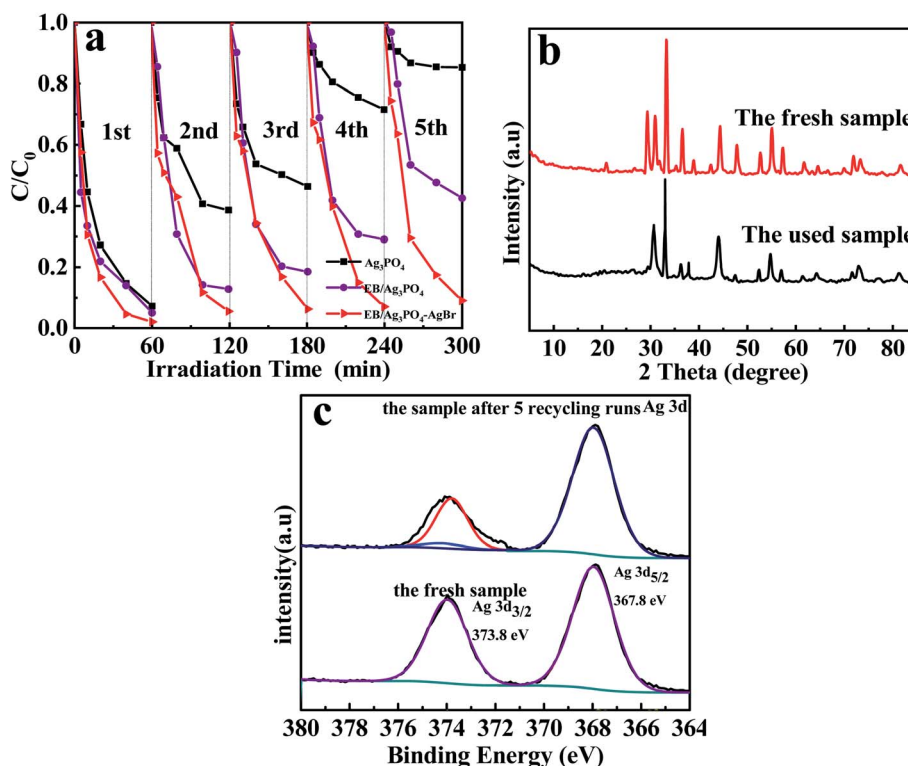 a
1.0
0.8
0.6
0.4
0.2
0.0
C/C₀
1st
2nd
3rd
4th
5th
Ag₃PO₄
EB/Ag₃PO₄
EB/Ag₃PO₄-AgBr
0 60 120 180 240 300
Irradiation Time (min)
b
The fresh sample
The used sample
Intensity (a.u)
10 20 30 40 50 60 70 80
2 Theta (degree)
c
the sample after 5 recycling runs Ag 3d
the fresh sample
Ag 3d₃/₂
373.8 eV
Ag 3d₅/₂
367.8 eV
intensity(a.u)
380 378 376 374 372 370 368 366 364
Binding Energy (eV)